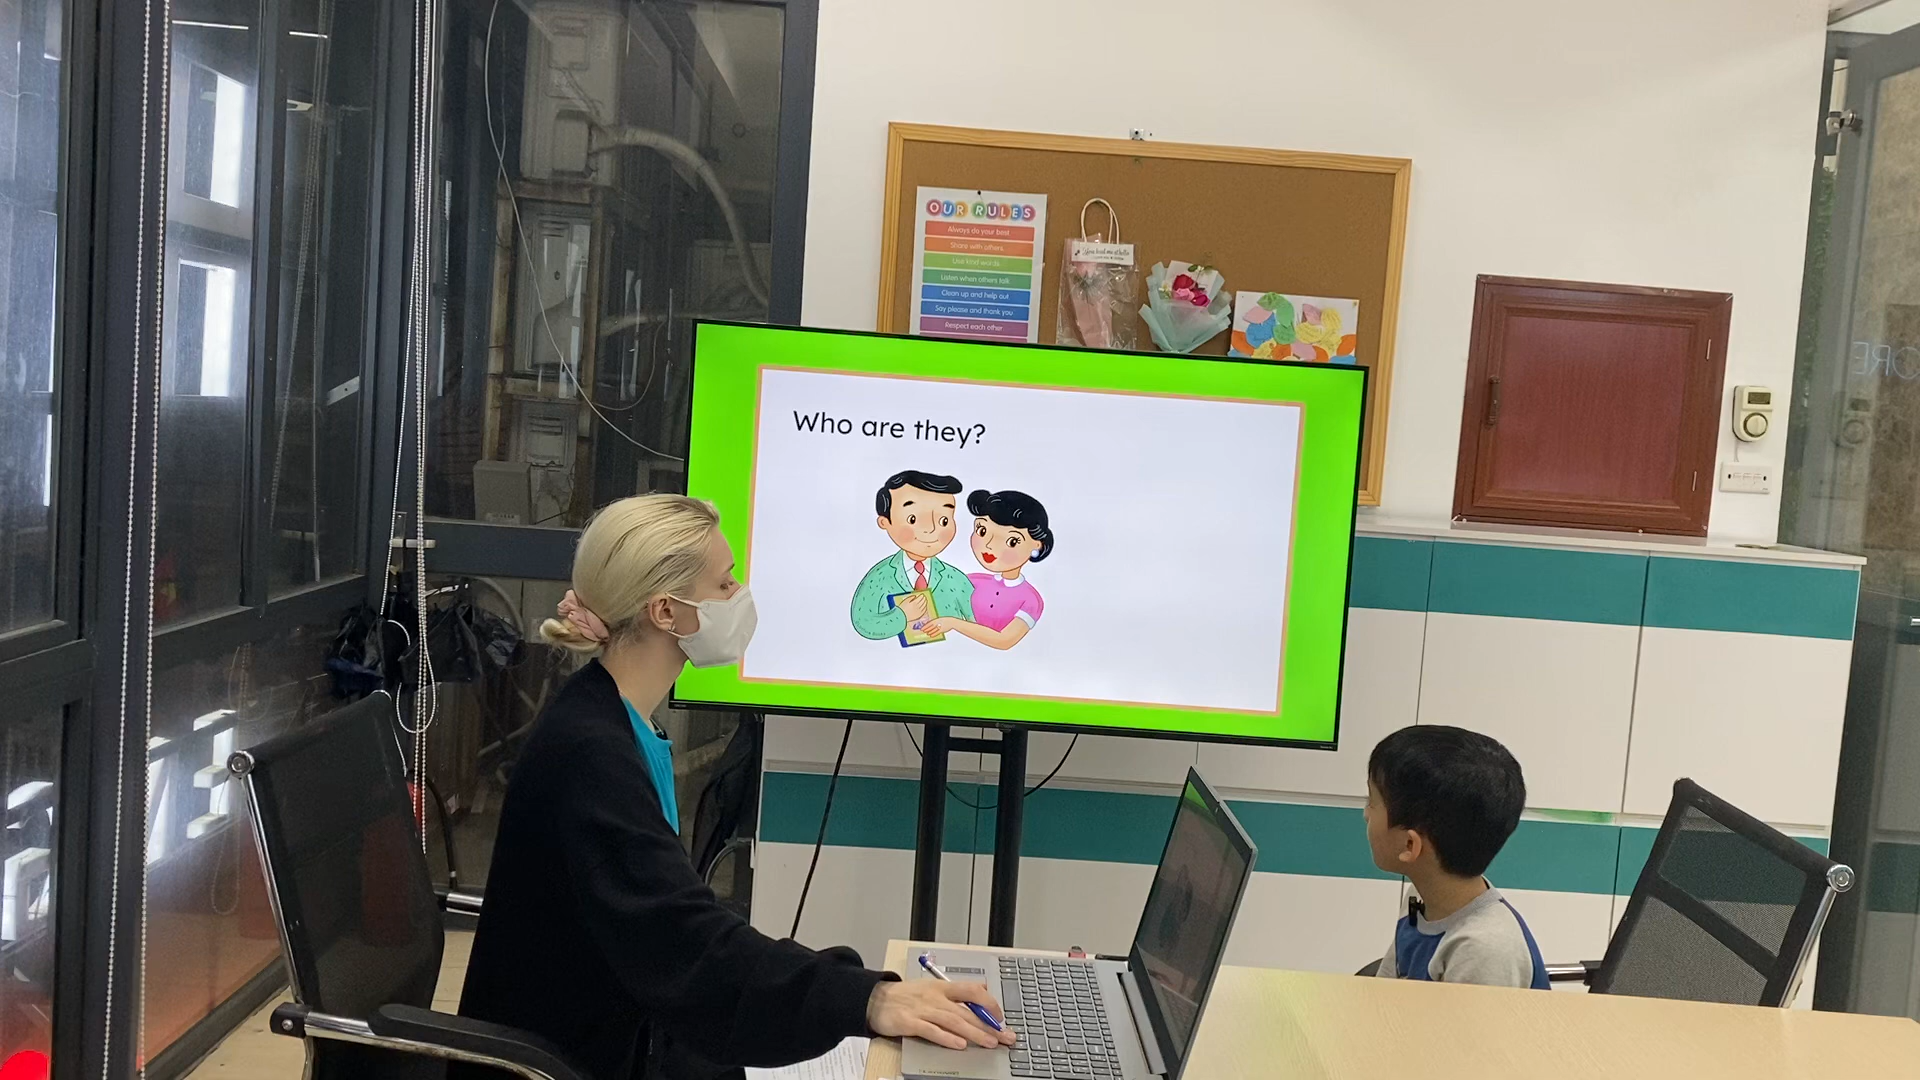 OUR RULES
Always do your best
Share with others
Use kind words
Listen when others talk
Clean up and help out
Say please and thank you
Respect each other
Who are they?